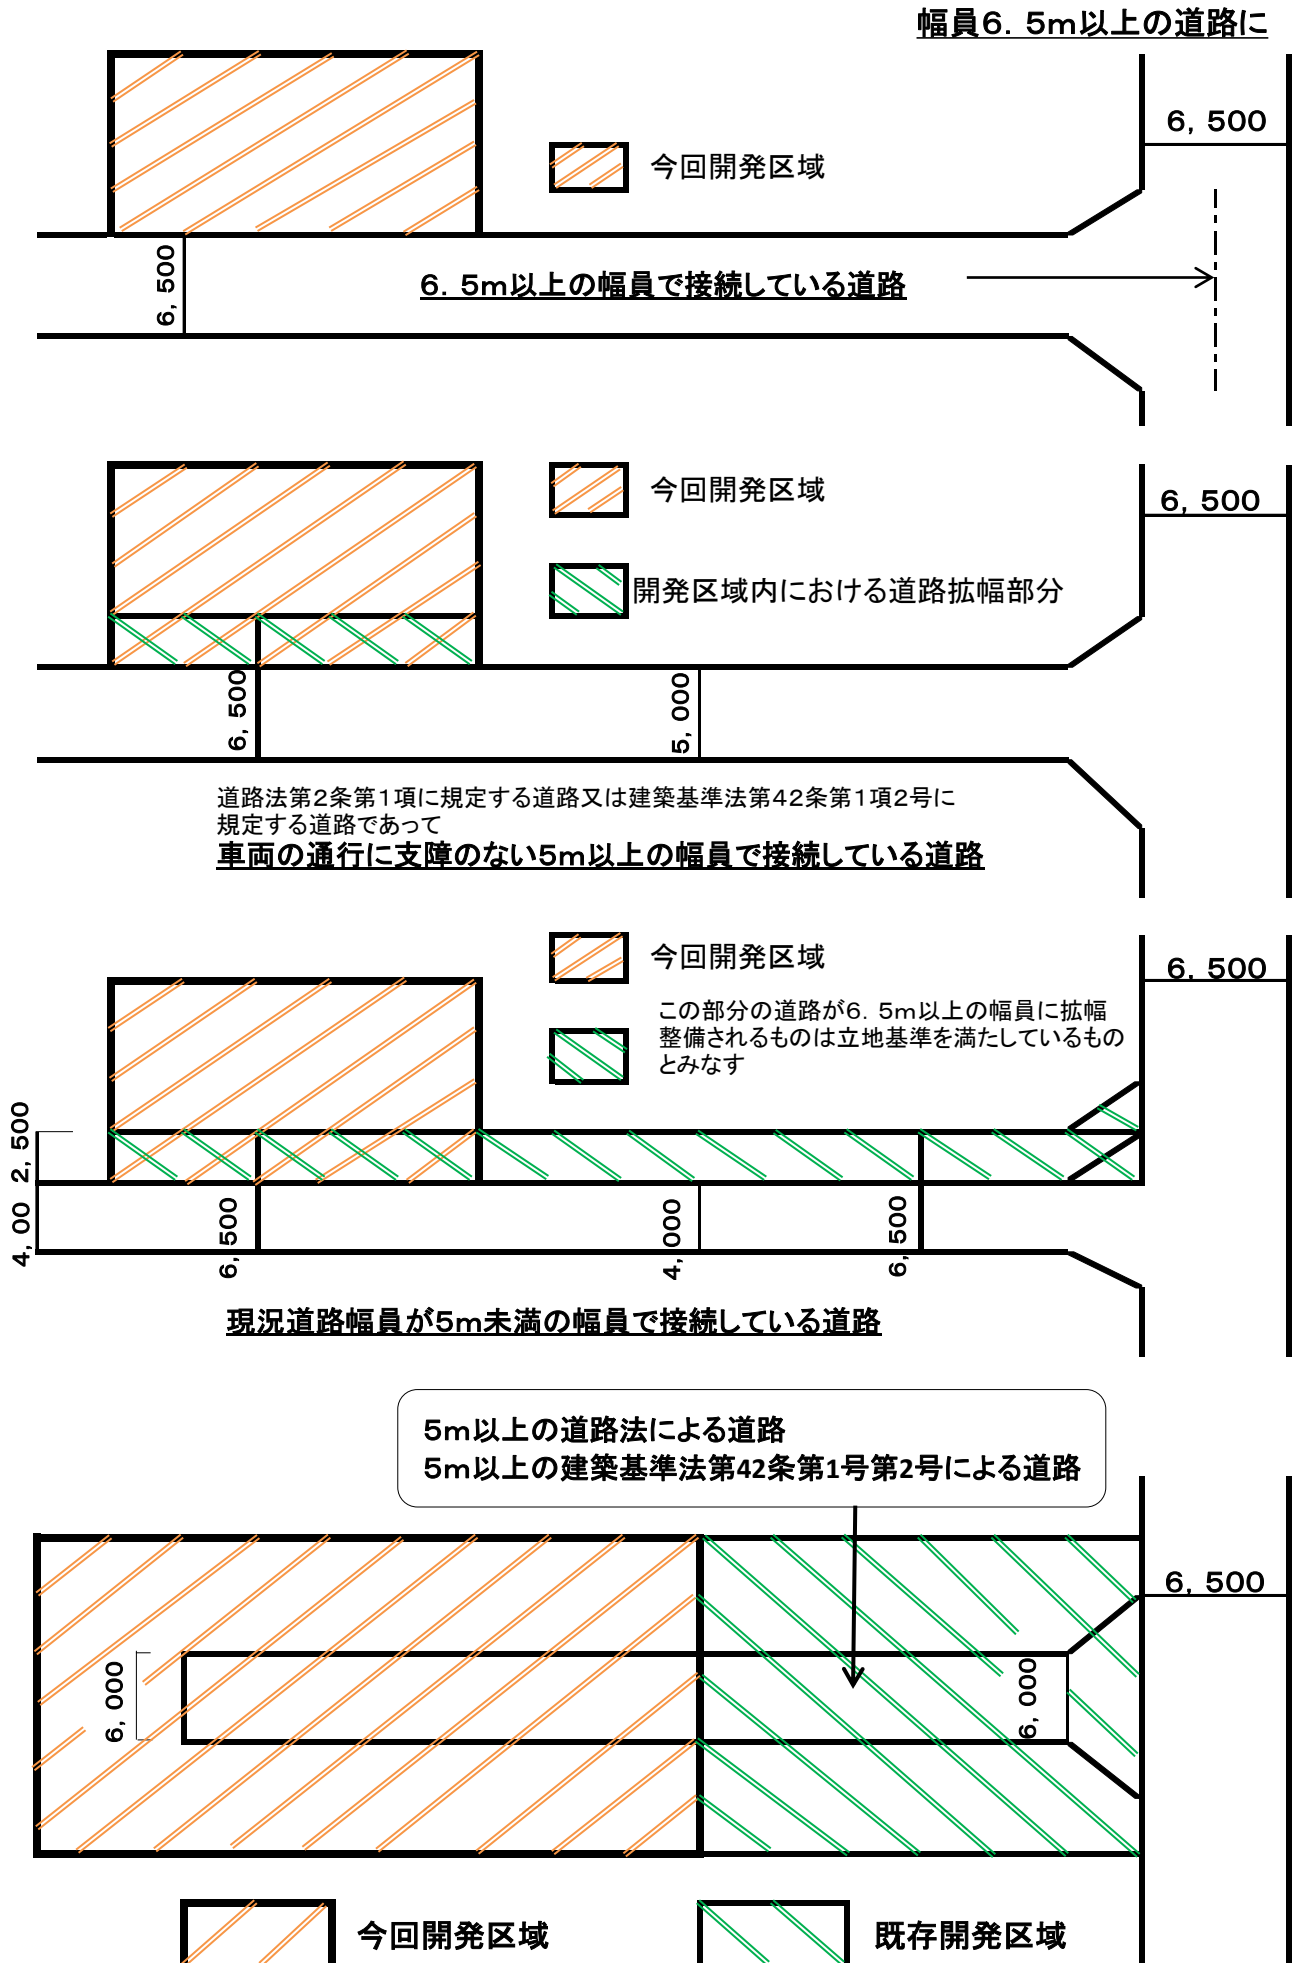 幅員6．5ｍ以上の道路に
6，500
今回開発区域
6，500
6．5ｍ以上の幅員で接続している道路
今回開発区域
6，500
開発区域内における道路拡幅部分
6，500
5，000
道路法第2条第1項に規定する道路又は建築基準法第42条第1項2号に
規定する道路であって
車両の通行に支障のない5ｍ以上の幅員で接続している道路
今回開発区域
6，500
この部分の道路が6．5ｍ以上の幅員に拡幅
整備されるものは立地基準を満たしているもの
とみなす
2，500
4，00
6，500
4，000
6，500
現況道路幅員が5ｍ未満の幅員で接続している道路
5ｍ以上の道路法による道路
5ｍ以上の建築基準法第42条第1号第2号による道路
6，500
6，000
6，000
今回開発区域
既存開発区域